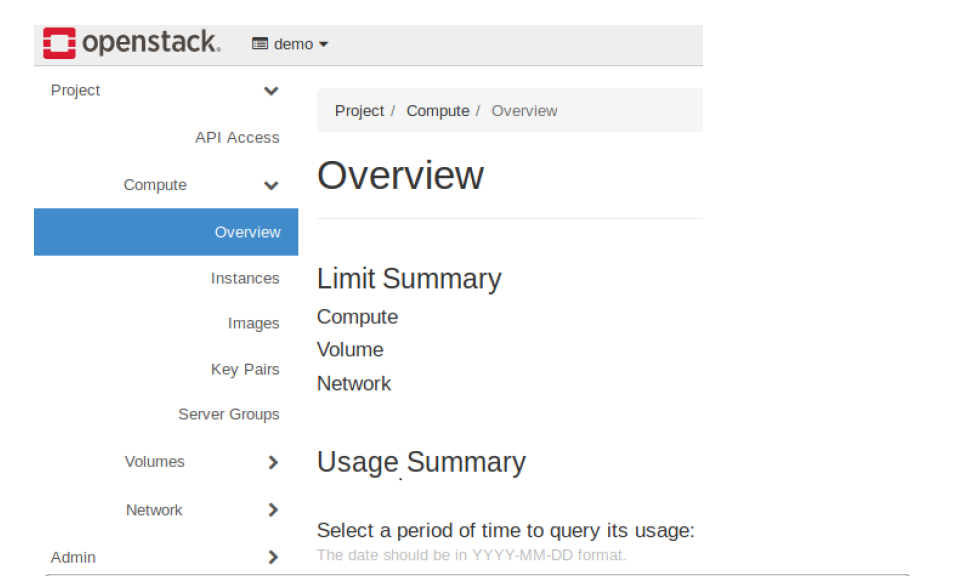 openstack. demo
Project
API Access
Compute
Overview
Instances
Images
Key Pairs
Server Groups
Volumes
Network
Admin
Project / Compute / Overview
Overview
Limit Summary
Compute
Volume
Network
Usage Summary
Select a period of time to query its usage:
The date should be in YYYY-MM-DD format.